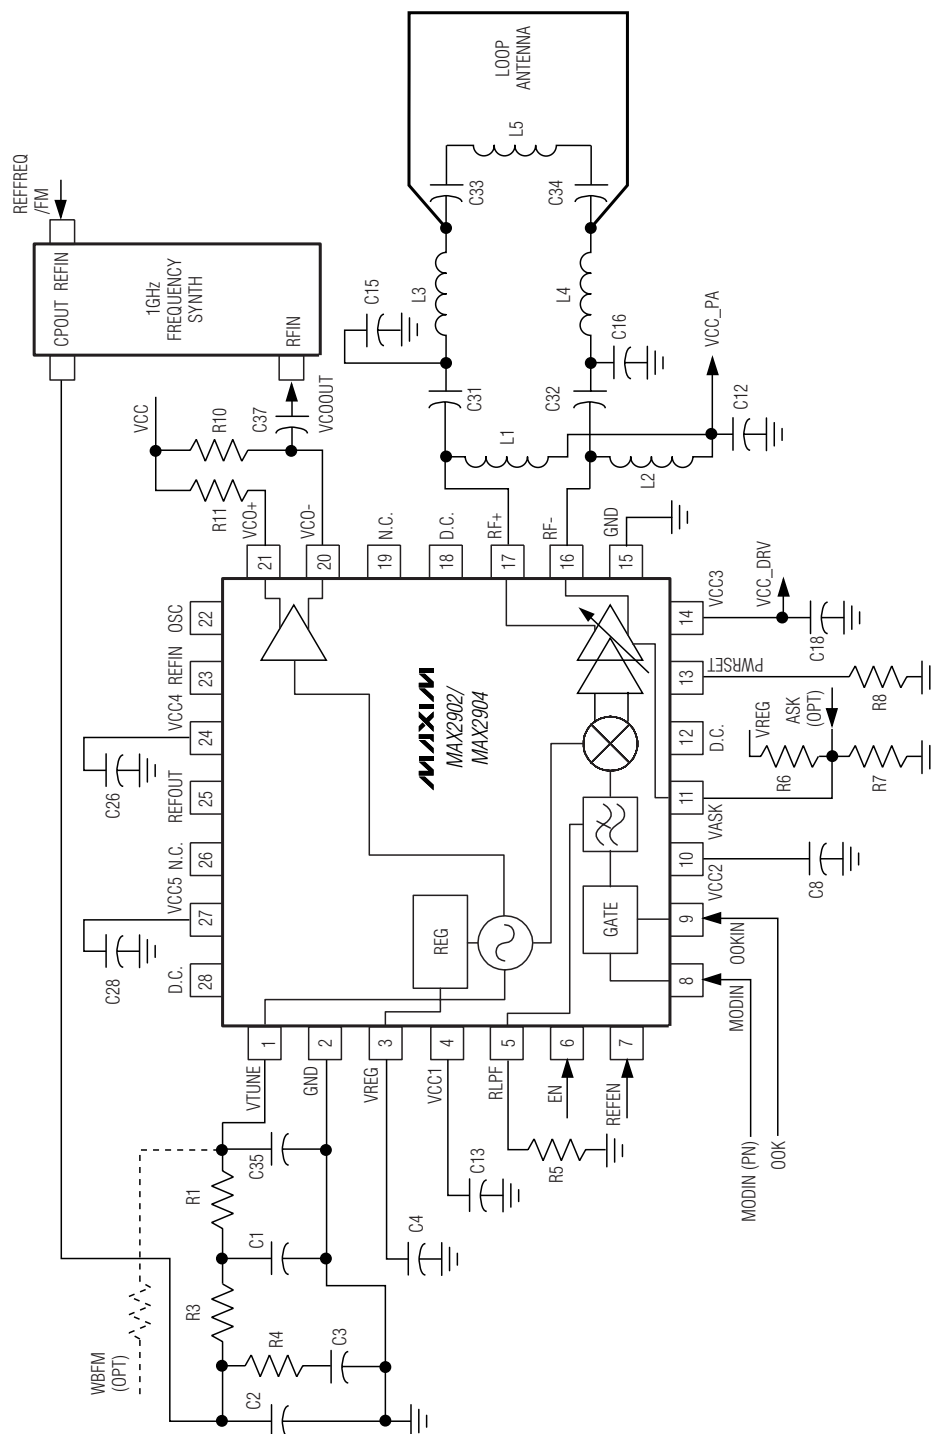 REFFREQ
/FM
CPOUT REFIN
1GHz
FREQUENCY
SYNTH
RFIN
LOOP
ANTENNA
L5
C33
C34
L3
L4
C15
C16
C31
C32
L1
L2
VCC_PA
C12
VCC
R10
R11
C37
VCOOUT
VCO+
VCO-
N.C.
D.C.
RF+
RF-
GND
21
20
19
18
17
16
15
OSC
22
REFIN
23
VCC4
24
C26
REFOUT
25
N.C.
26
VCC5
27
C28
D.C.
28
MAXIM
MAX2902/
MAX2904
REG
GATE
14
VCC3
VCC_DRV
C18
13
PWRSET
R8
12
D.C.
VREG
ASK
(OPT)
R6
R7
11
VASK
10
VCC2
C8
9
OOKIN
8
MODIN
MODIN (PN)
OOK
1
2
3
4
5
6
7
VTUNE
GND
VREG
VCC1
RLPF
EN
REFEN
C35
R1
C1
R3
R4
C3
C2
C4
C13
R5
WBFM
(OPT)